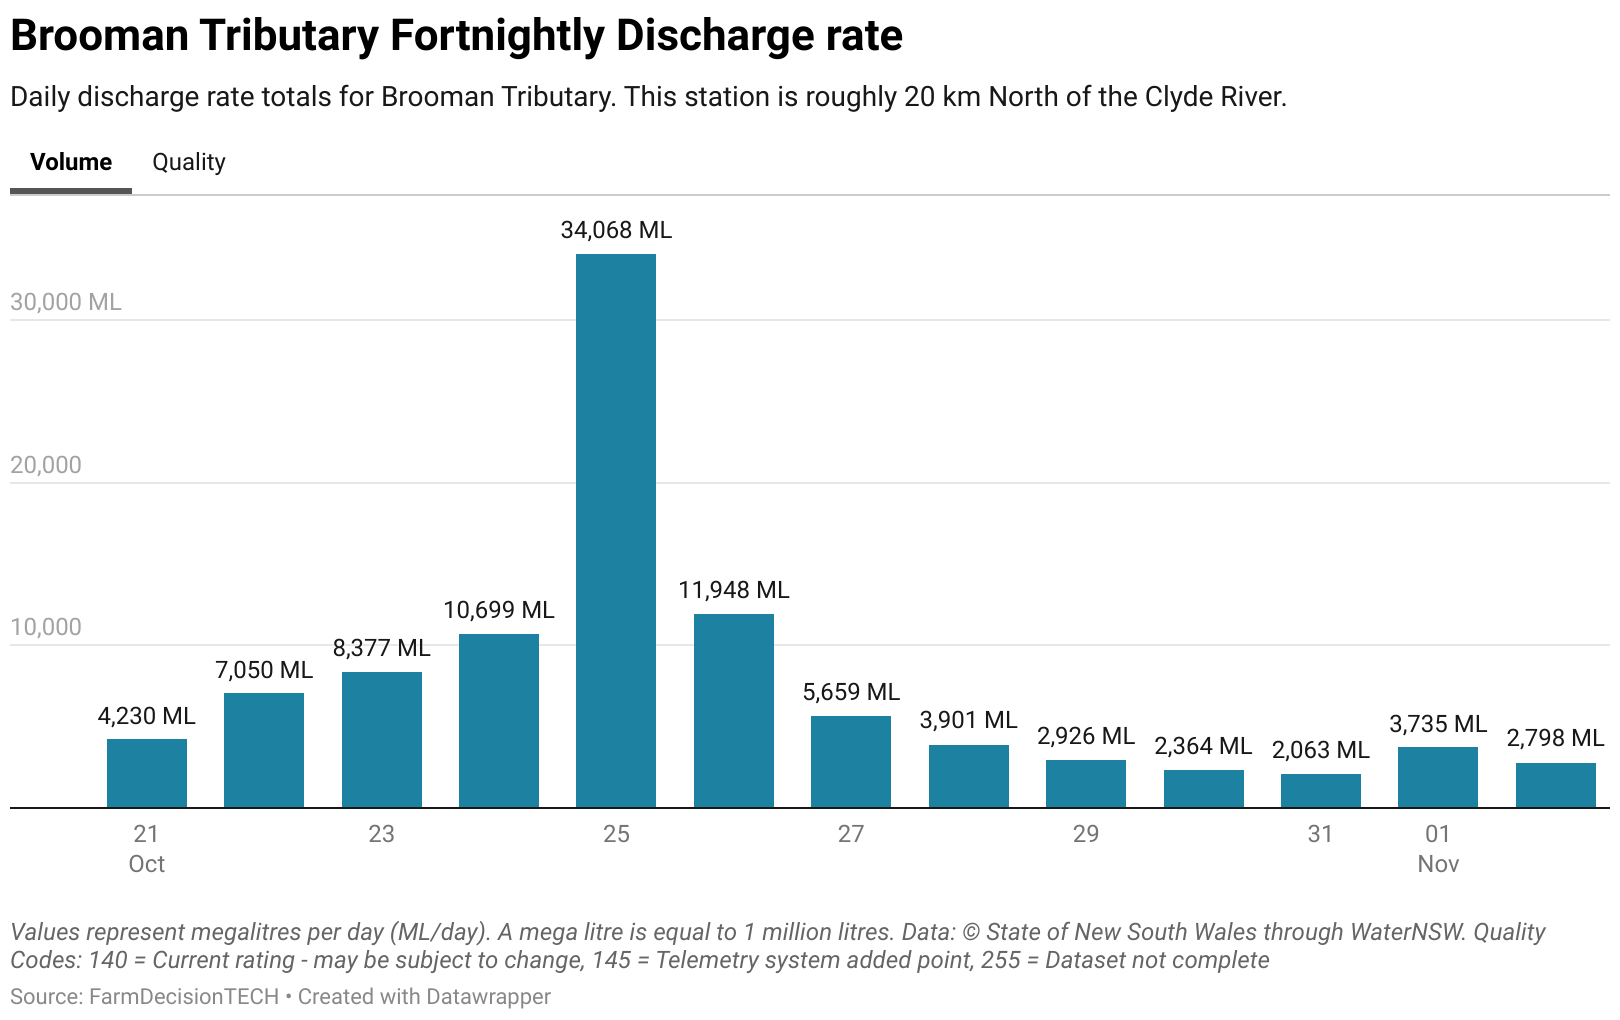 Brooman Tributary Fortnightly Discharge rate
Daily discharge rate totals for Brooman Tributary. This station is roughly 20 km North of the Clyde River.
Volume Quality
34,068 ML
30,000 ML
20,000
11,948 ML
10,699 ML
10,000
8,377 ML
7,050 ML
5,659 ML
4,230 ML
3,901 ML
3,735 ML
2,926 ML
2,798 ML
2,364 ML
2,063 ML
21 23 25 27 29 31 01
Oct Nov
Values represent megalitres per day (ML/day). A mega litre is equal to 1 million litres. Data: © State of New South Wales through WaterNSW. Quality
Codes: 140 = Current rating - may be subject to change, 145 = Telemetry system added point, 255 = Dataset not complete
Source: FarmDecisionTECH • Created with Datawrapper